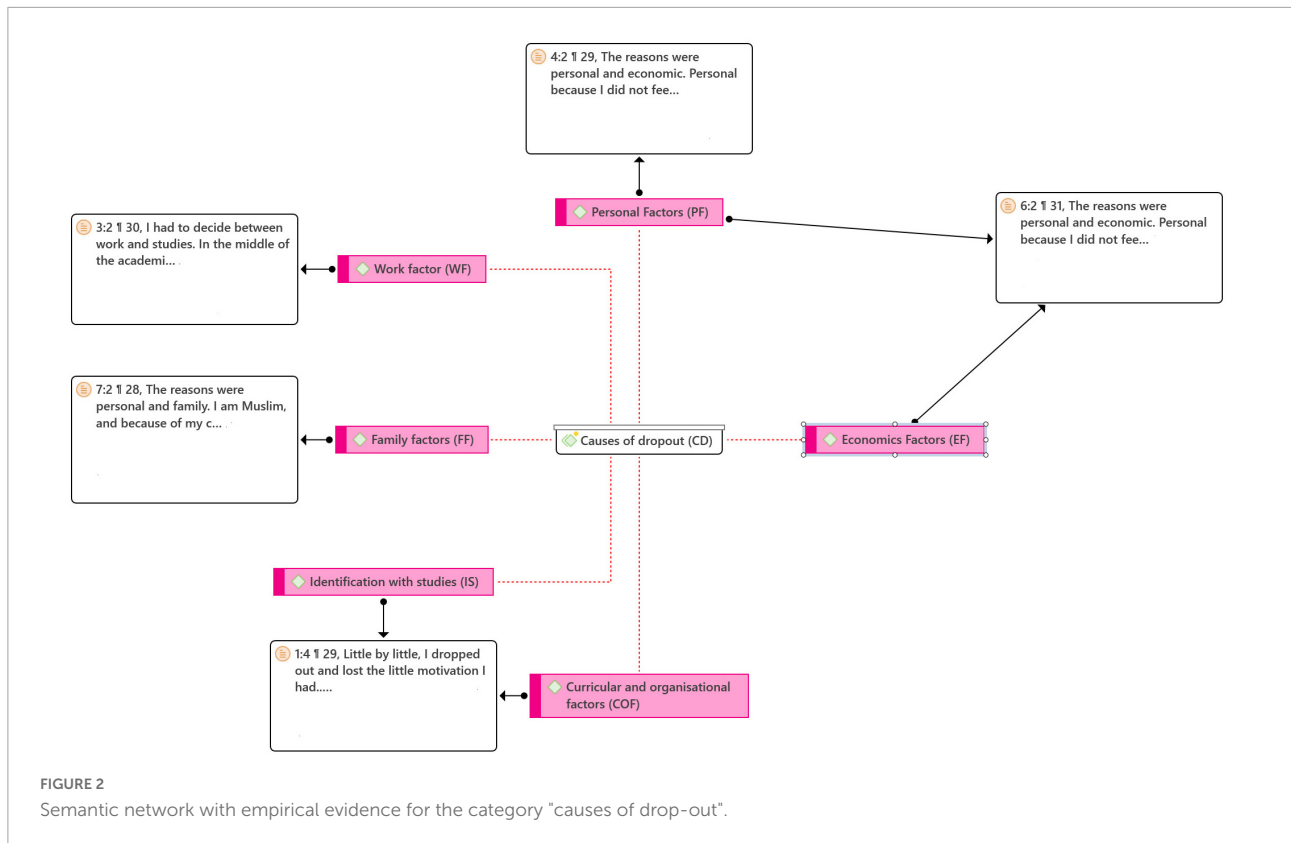 4:2 ¶ 29, The reasons were
personal and economic. Personal
because I did not fee...
Personal Factors (PF)
6:2 ¶ 31, The reasons were
personal and economic. Personal
because I did not fee...
3:2 ¶ 30, I had to decide between
work and studies. In the middle of
the academi...
Work factor (WF)
7:2 ¶ 28, The reasons were
personal and family. I am Muslim,
and because of my c...
Family factors (FF)
Causes of dropout (CD)
Economics Factors (EF)
Identification with studies (IS)
1:4 ¶ 29, Little by little, I dropped
out and lost the little motivation I
had.....
Curricular and organisational
factors (COF)
FIGURE 2
Semantic network with empirical evidence for the category "causes of drop-out".